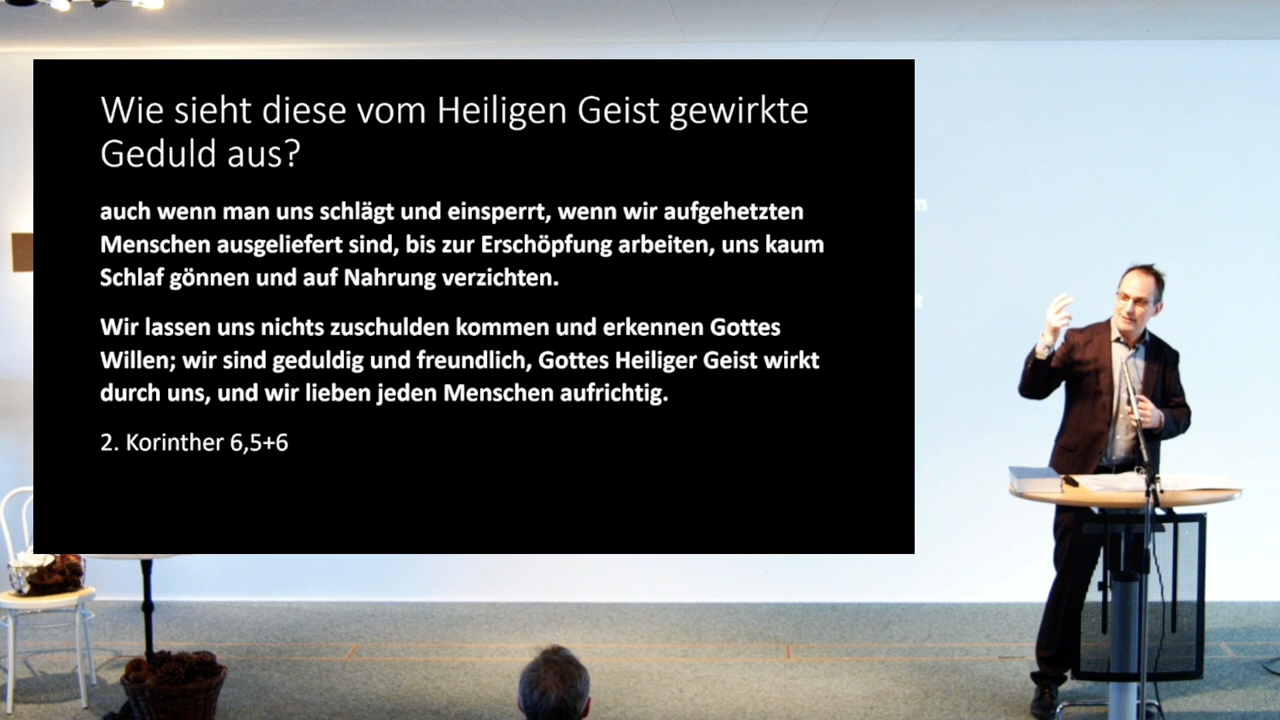 Wie sieht diese vom Heiligen Geist gewirkte
Geduld aus?
auch wenn man uns schlägt und einsperrt, wenn wir aufgehetzten
Menschen ausgeliefert sind, bis zur Erschöpfung arbeiten, uns kaum
Schlaf gönnen und auf Nahrung verzichten.
Wir lassen uns nichts zuschulden kommen und erkennen Gottes
Willen; wir sind geduldig und freundlich, Gottes Heiliger Geist wirkt
durch uns, und wir lieben jeden Menschen aufrichtig.
2. Korinther 6,5+6